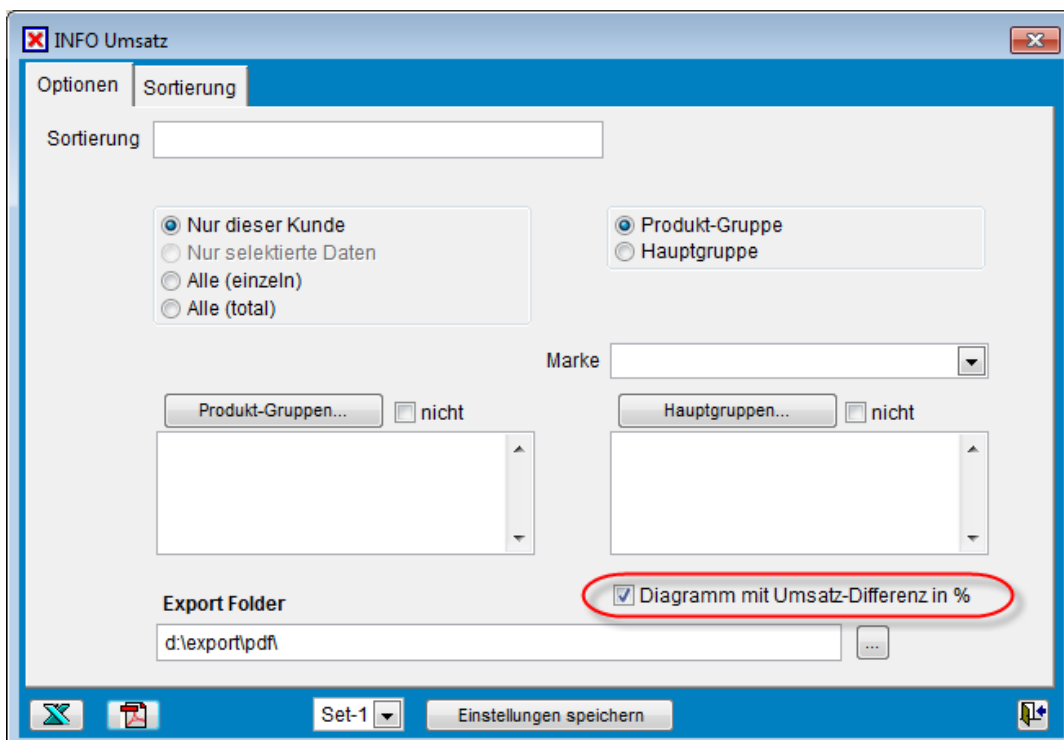 INFO Umsatz
Optionen
Sortierung
Sortierung
Nur dieser Kunde
Nur selektierte Daten
Alle (einzeln)
Alle (total)
Produkt-Gruppe
Hauptgruppe
Marke
Produkt-Gruppen... nicht
Hauptgruppen... nicht
Diagramm mit Umsatz-Differenz in %
Export Folder
d:\export\pdf\
...
Set-1
Einstellungen speichern